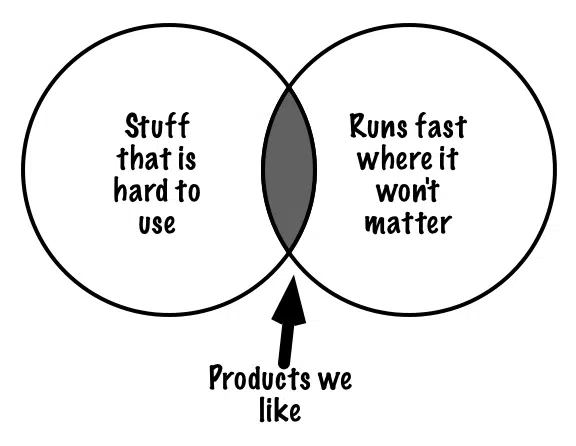 Stuff
that is
hard to
use
Runs fast
where it
won't
matter
Products we
like